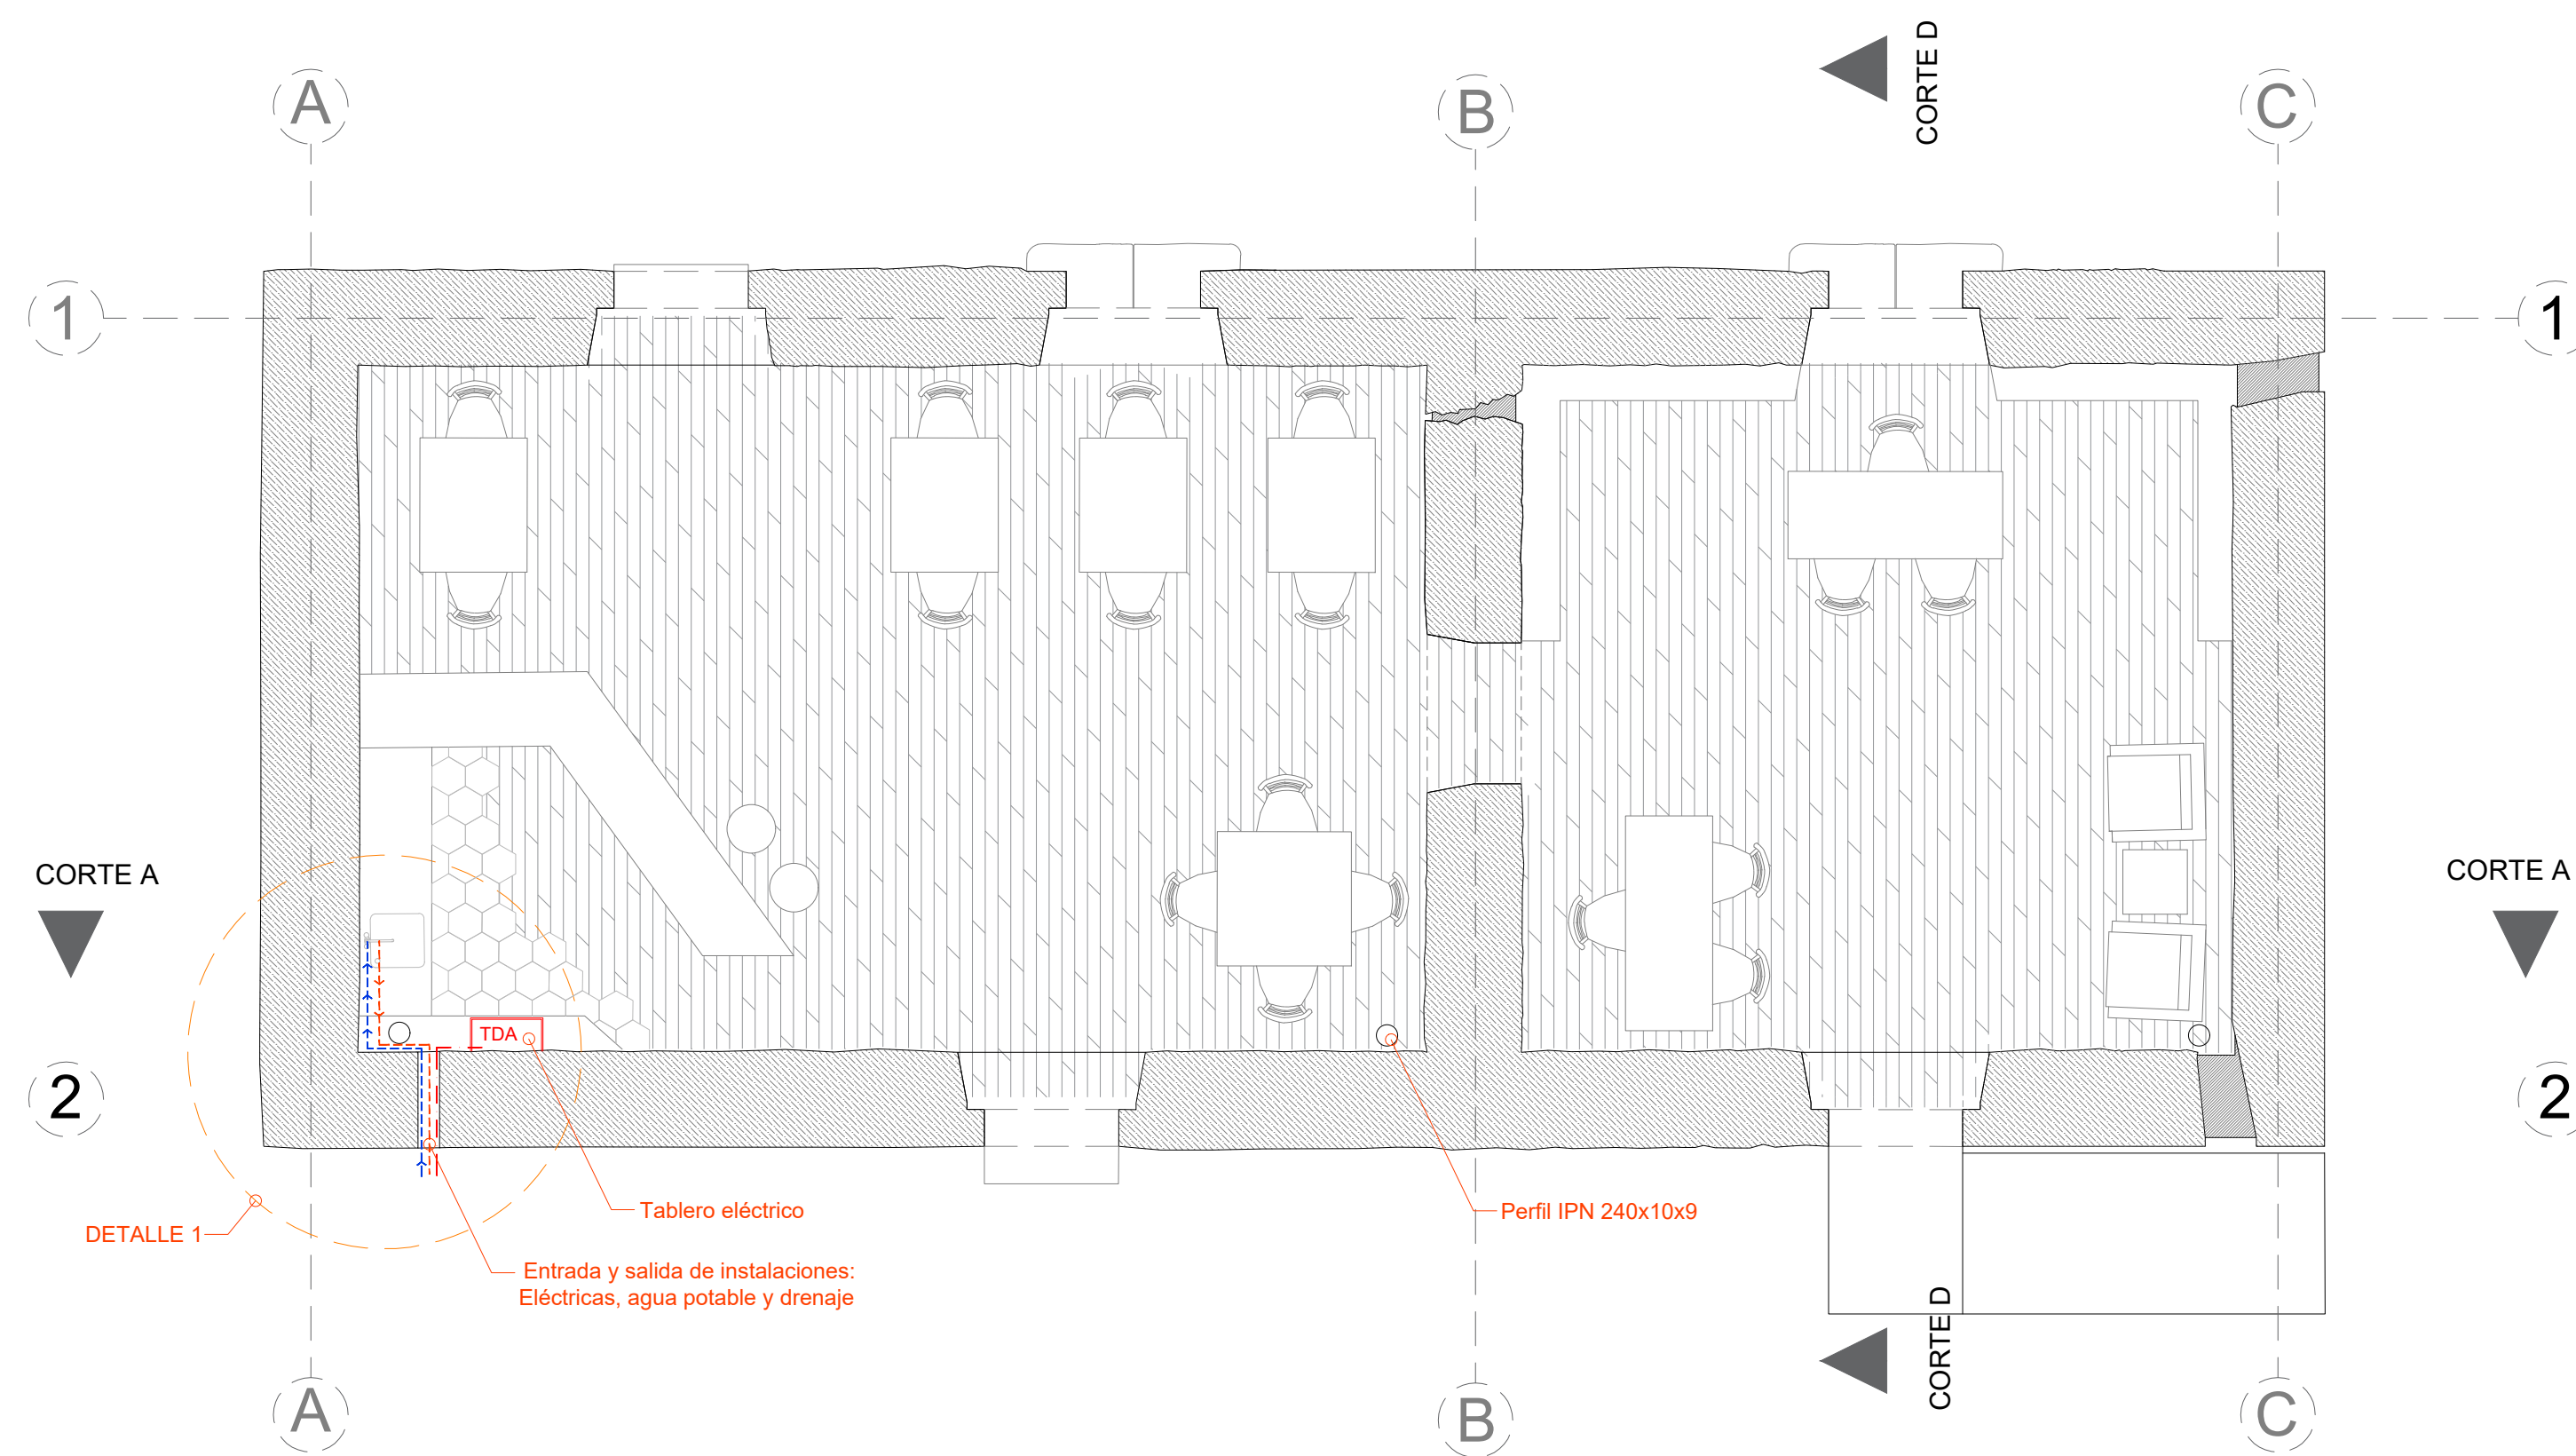 CORTE D
A
B
C
1
1
CORTE A
CORTE A
TDA
2
2
Tablero eléctrico
Perfil IPN 240x10x9
DETALLE 1
Entrada y salida de instalaciones:
Eléctricas, agua potable y drenaje
CORTE D
A
B
C